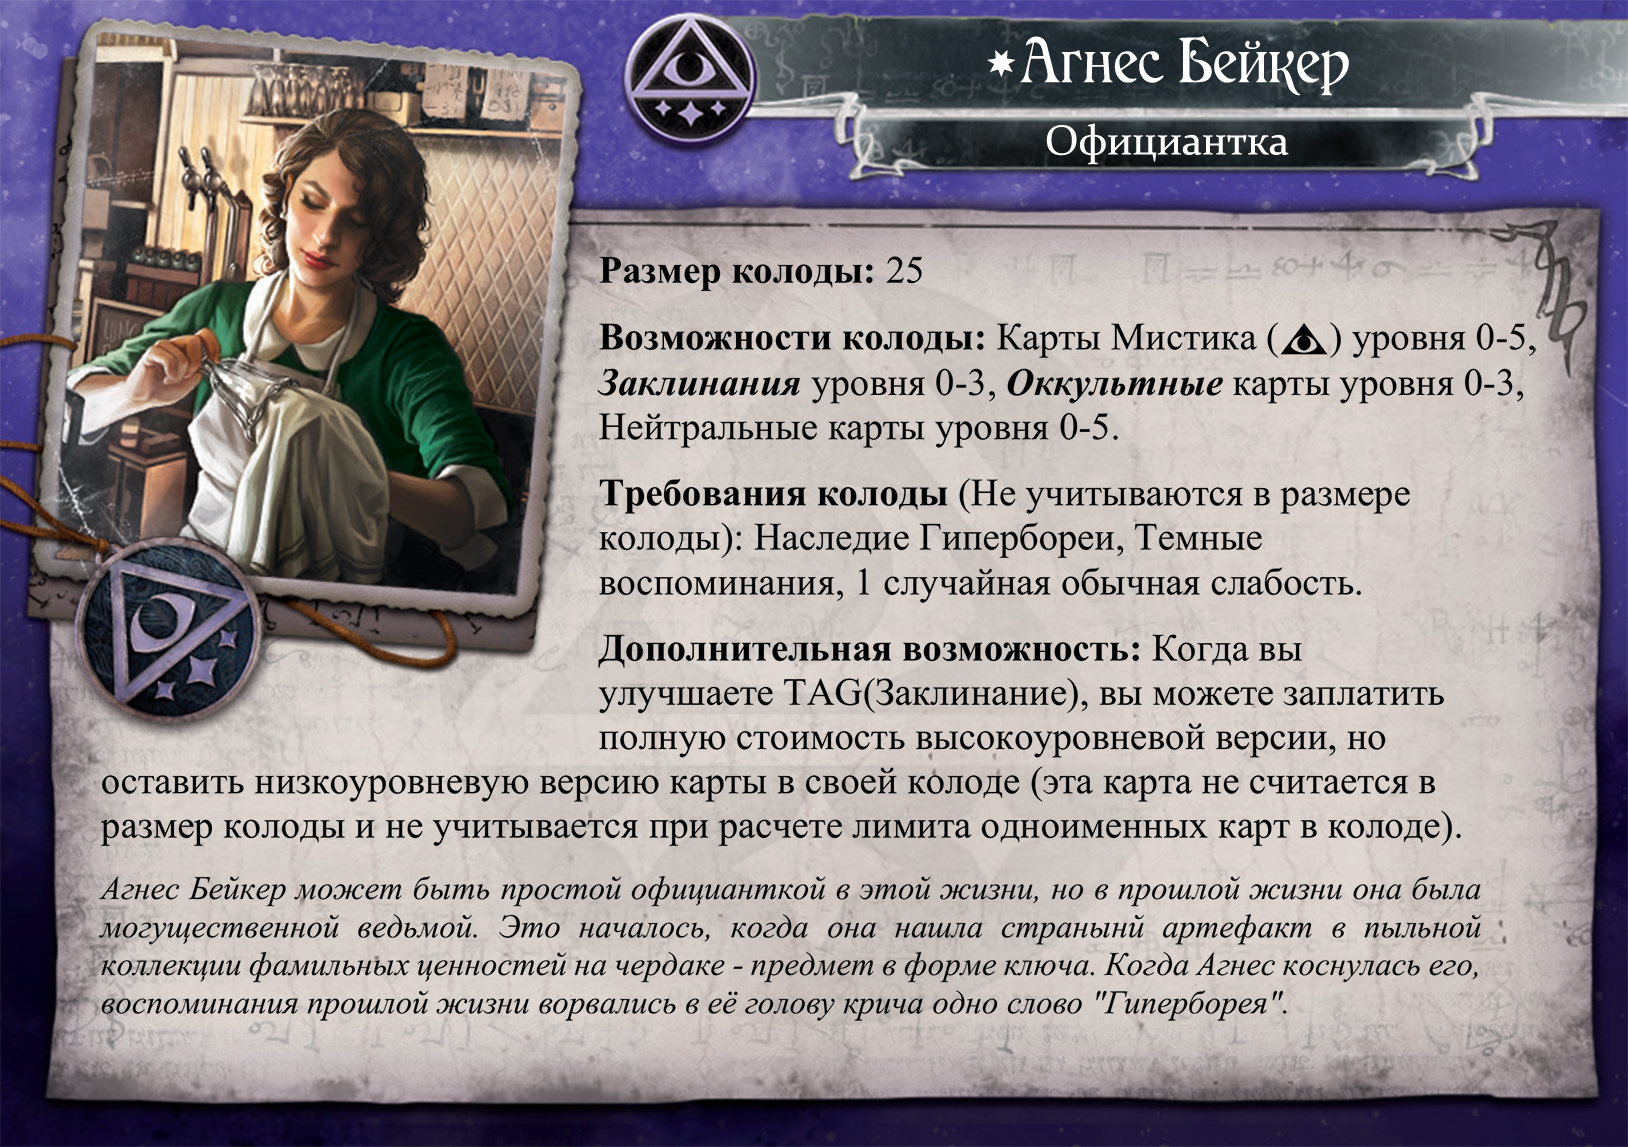 Агнес Бейкер
Официантка
Размер колоды: 25
Возможности колоды: Карты Мистика () уровня 0-5,
Заклинания уровня 0-3, Оккультные карты уровня 0-3,
Нейтральные карты уровня 0-5.
Требования колоды (Не учитываются в размере
колоды): Наследие Гипербореи, Темные
воспоминания, 1 случайная обычная слабость.
Дополнительная возможность: Когда вы
улучшаете TAG(Заклинание), вы можете заплатить
полную стоимость высокоуровневой версии, но
оставить низкоуровневую версию карты в своей колоде (эта карта не считается в
размер колоды и не учитывается при расчете лимита одноименных карт в колоде).
Агнес Бейкер может быть простой официанткой в этой жизни, но в прошлой жизни она была
могущественной ведьмой. Это началось, когда она нашла странынй артефакт в пыльной
коллекции фамильных ценностей на чердаке - предмет в форме ключа. Когда Агнес коснулась его,
воспоминания прошлой жизни ворвались в её голову крича одно слово "Гиперборея".